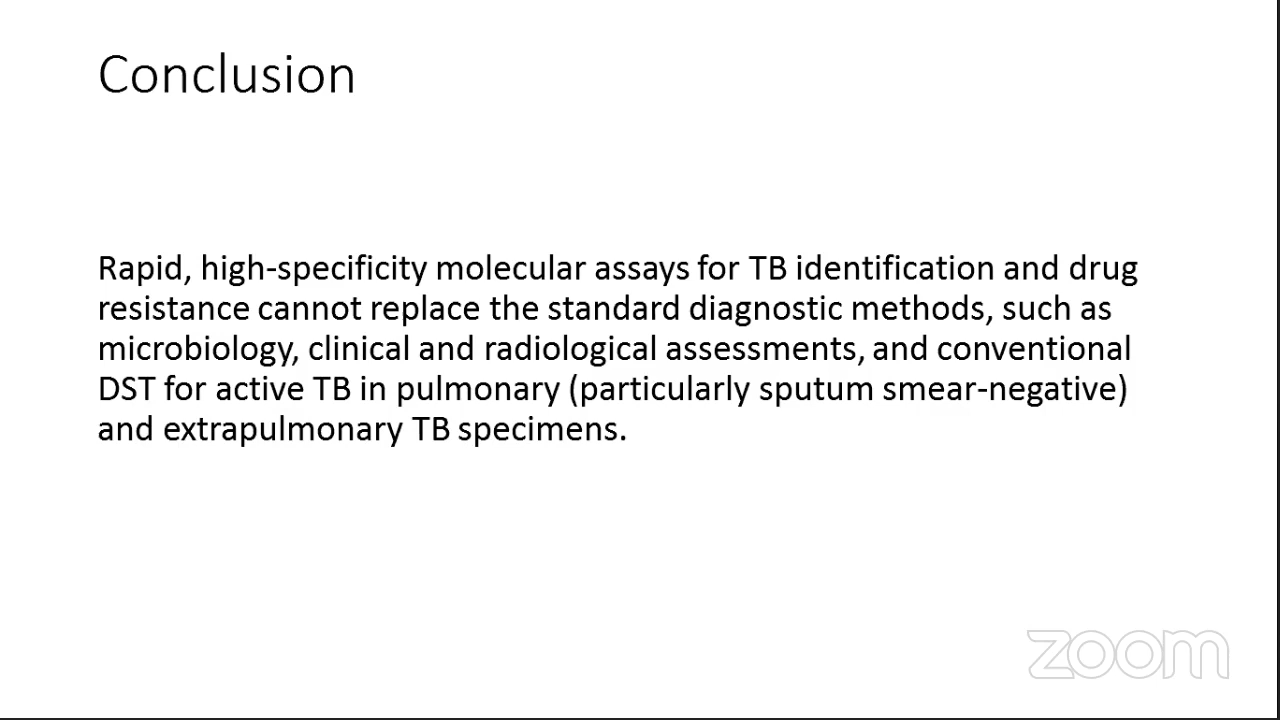 Conclusion
Rapid, high-specificity molecular assays for TB identification and drug
resistance cannot replace the standard diagnostic methods, such as
microbiology, clinical and radiological assessments, and conventional
DST for active TB in pulmonary (particularly sputum smear-negative)
and extrapulmonary TB specimens.
zoom